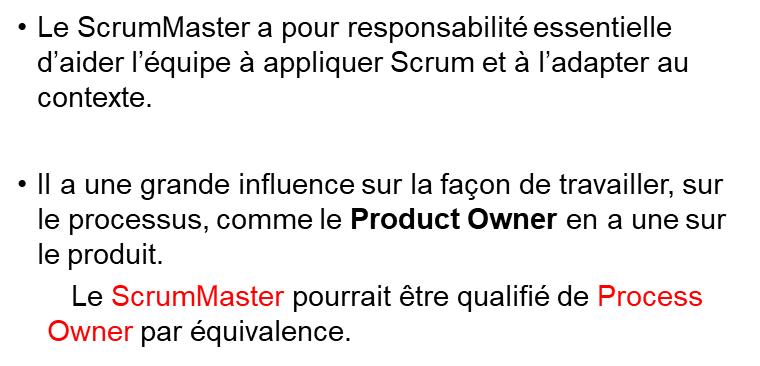 • Le ScrumMaster a pour responsabilité essentielle
d’aider l’équipe à appliquer Scrum et à l’adapter au
contexte.
• Il a une grande influence sur la façon de travailler, sur
le processus, comme le Product Owner en a une sur
le produit.
Le ScrumMaster pourrait être qualifié de Process
Owner par équivalence.